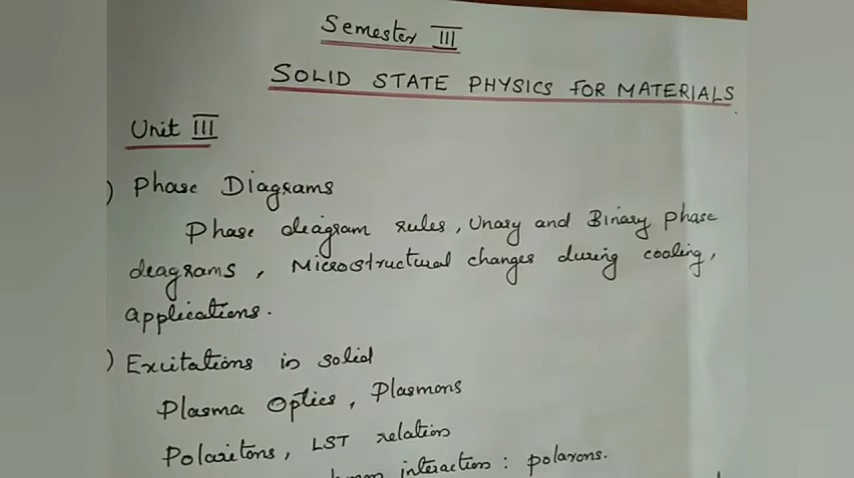 Semester III
SOLID STATE PHYSICS FOR MATERIALS
Unit III
) Phase Diagrams
Phase diagram rules, Unary and Binary phase
diagrams, Microstructural changes during cooling,
applications.
) Excitations in solid
Plasma Optics, Plasmons
Polaritons, LST relation
interaction: polarons.